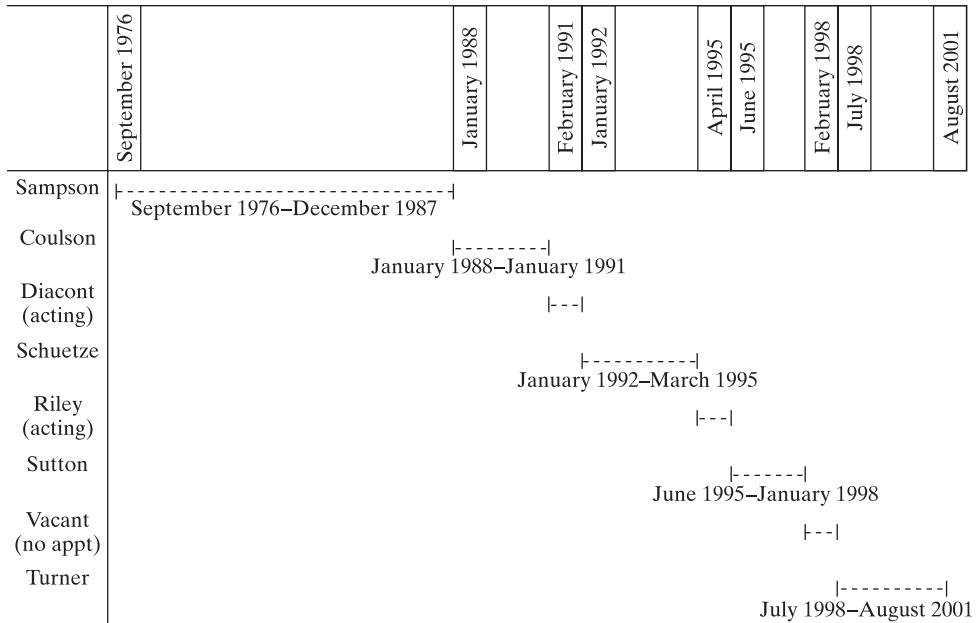 September 1976
January 1988
February 1991
January 1992
April 1995
June 1995
February 1998
July 1998
August 2001
Sampson
September 1976–December 1987
Coulson
January 1988–January 1991
Diacont
(acting)
Schuetze
January 1992–March 1995
Riley
(acting)
Sutton
June 1995–January 1998
Vacant
(no appt)
Turner
July 1998–August 2001